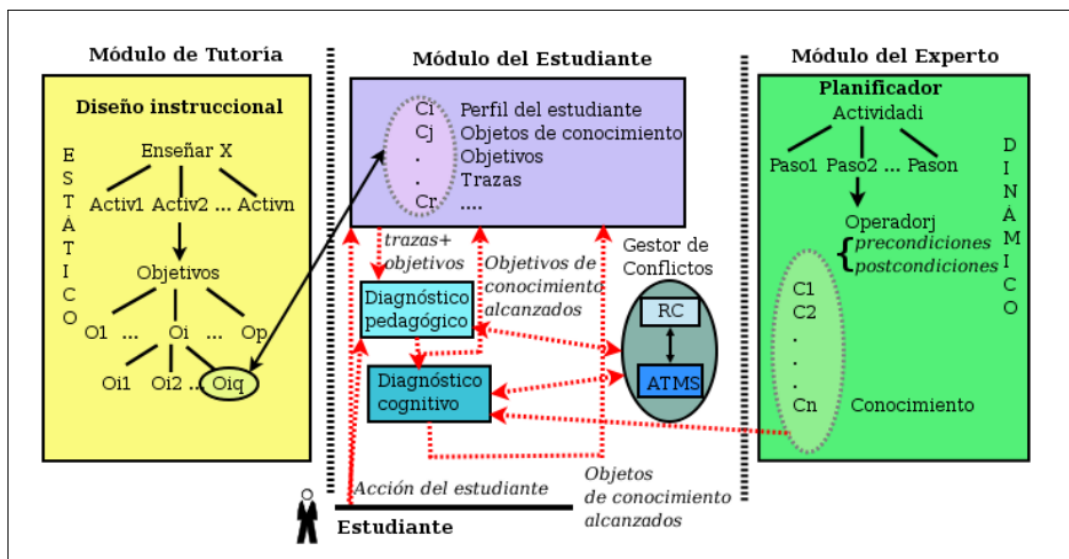 Módulo de Tutoría
Diseño instruccional
ESTÁTICO
Enseñar X
Activ1 Activ2 ... Activn
Objetivos
O1 ... Oi ... Op
Oi1 Oi2 ... Oiq
Módulo del Estudiante
Ci Perfil del estudiante
Cj Objetos de conocimiento
. Objetivos
. Trazas
Cr ....
trazas+
objetivos
Objetivos de
conocimiento
alcanzados
Gestor de
Conflictos
Diagnóstico
pedagógico
RC
ATMS
Diagnóstico
cognitivo
Acción del estudiante
Objetos
de conocimiento
alcanzados
Estudiante
Módulo del Experto
Planificador
Actividadi
Paso1 Paso2 ... Pason
DINÁMICO
Operadorj
{ precondiciones
postcondiciones
C1
C2
.
.
.
Cn Conocimiento